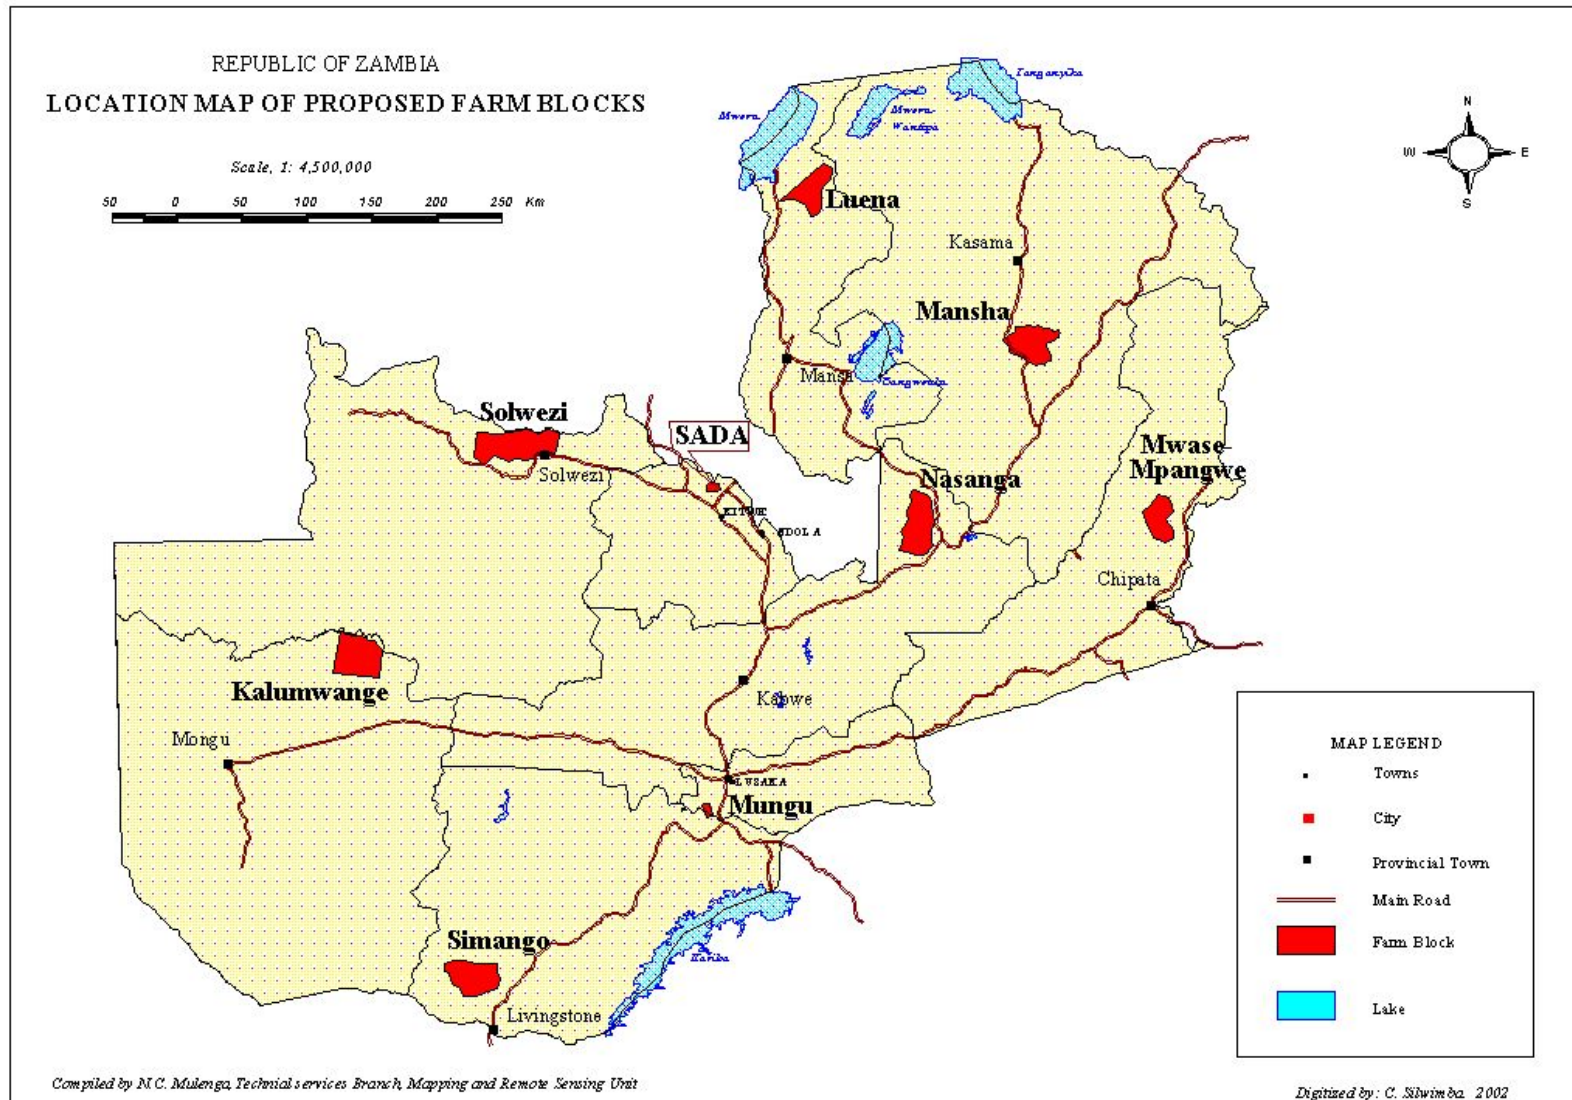 REPUBLIC OF ZAMBIA
LOCATION MAP OF PROPOSED FARM BLOCKS
Scale, 1: 4,500,000
50 0 50 100 150 200 250 Km
N
W E
S
Tanganyika
Mweru
Mweru
Wantipa
Luena
Kasama
Mansha
Mansa
Bangweulu
Solwezi
SADA
Solwezi
Mwase
Mpangwe
Nasanga
KITWE
NDOLA
Chipata
Kalumwange
Kabwe
Mongu
LUSAKA
Mungu
Simango
Kariba
Livingstone
MAP LEGEND
Towns
City
Provincial Town
Main Road
Farm Block
Lake
Compiled by N.C. Mulenga, Technial services Branch, Mapping and Remote Sensing Unit
Digitized by: C. Silwimba. 2002